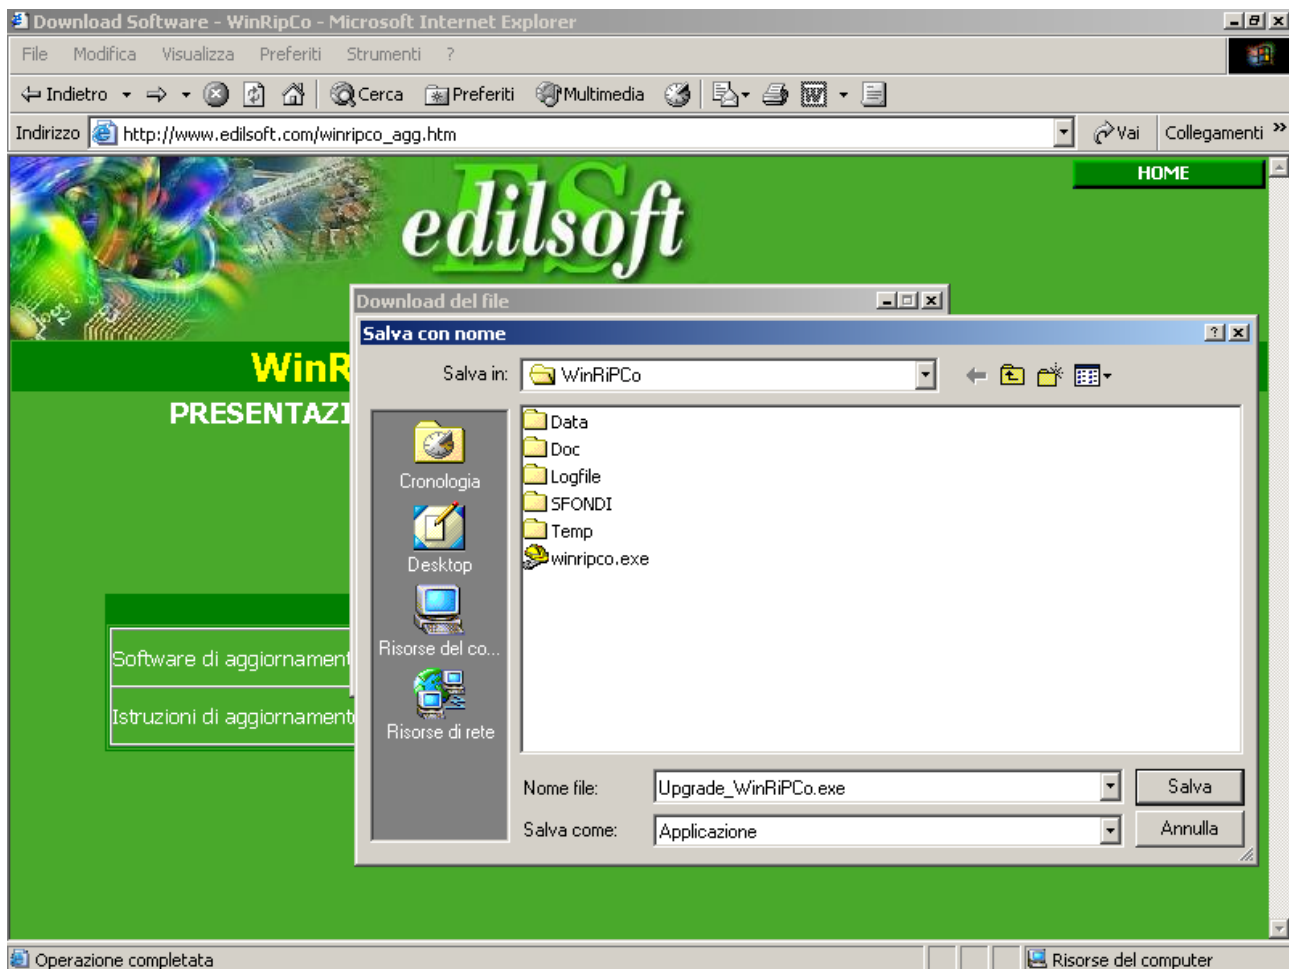 Download Software - WinRipCo - Microsoft Internet Explorer
File Modifica Visualizza Preferiti Strumenti ?
Indietro Cerca Preferiti Multimedia
Indirizzo http://www.edilsoft.com/winripco_agg.htm Vai Collegamenti »
HOME
ES
edilsoft
Download del file
Salva con nome
WinR
Salva in: WinRiPCo
PRESENTAZI
Data
Doc
Logfile
SFONDI
Temp
winripco.exe
Cronologia
Desktop
Risorse del co...
Risorse di rete
Software di aggiornament
Istruzioni di aggiornament
Nome file: Upgrade_WinRiPCo.exe Salva
Salva come: Applicazione Annulla
Operazione completata Risorse del computer